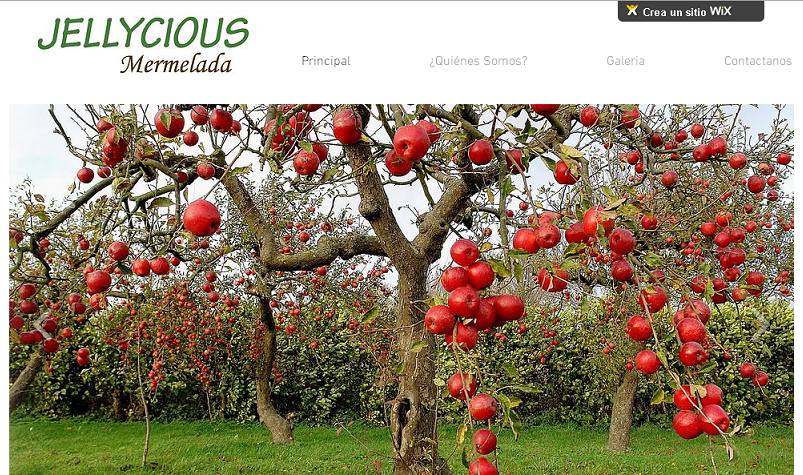 JELLYCIOUS
Mermelada
Crea un sitio WiX
Principal
¿Quiénes Somos?
Galeria
Contactanos